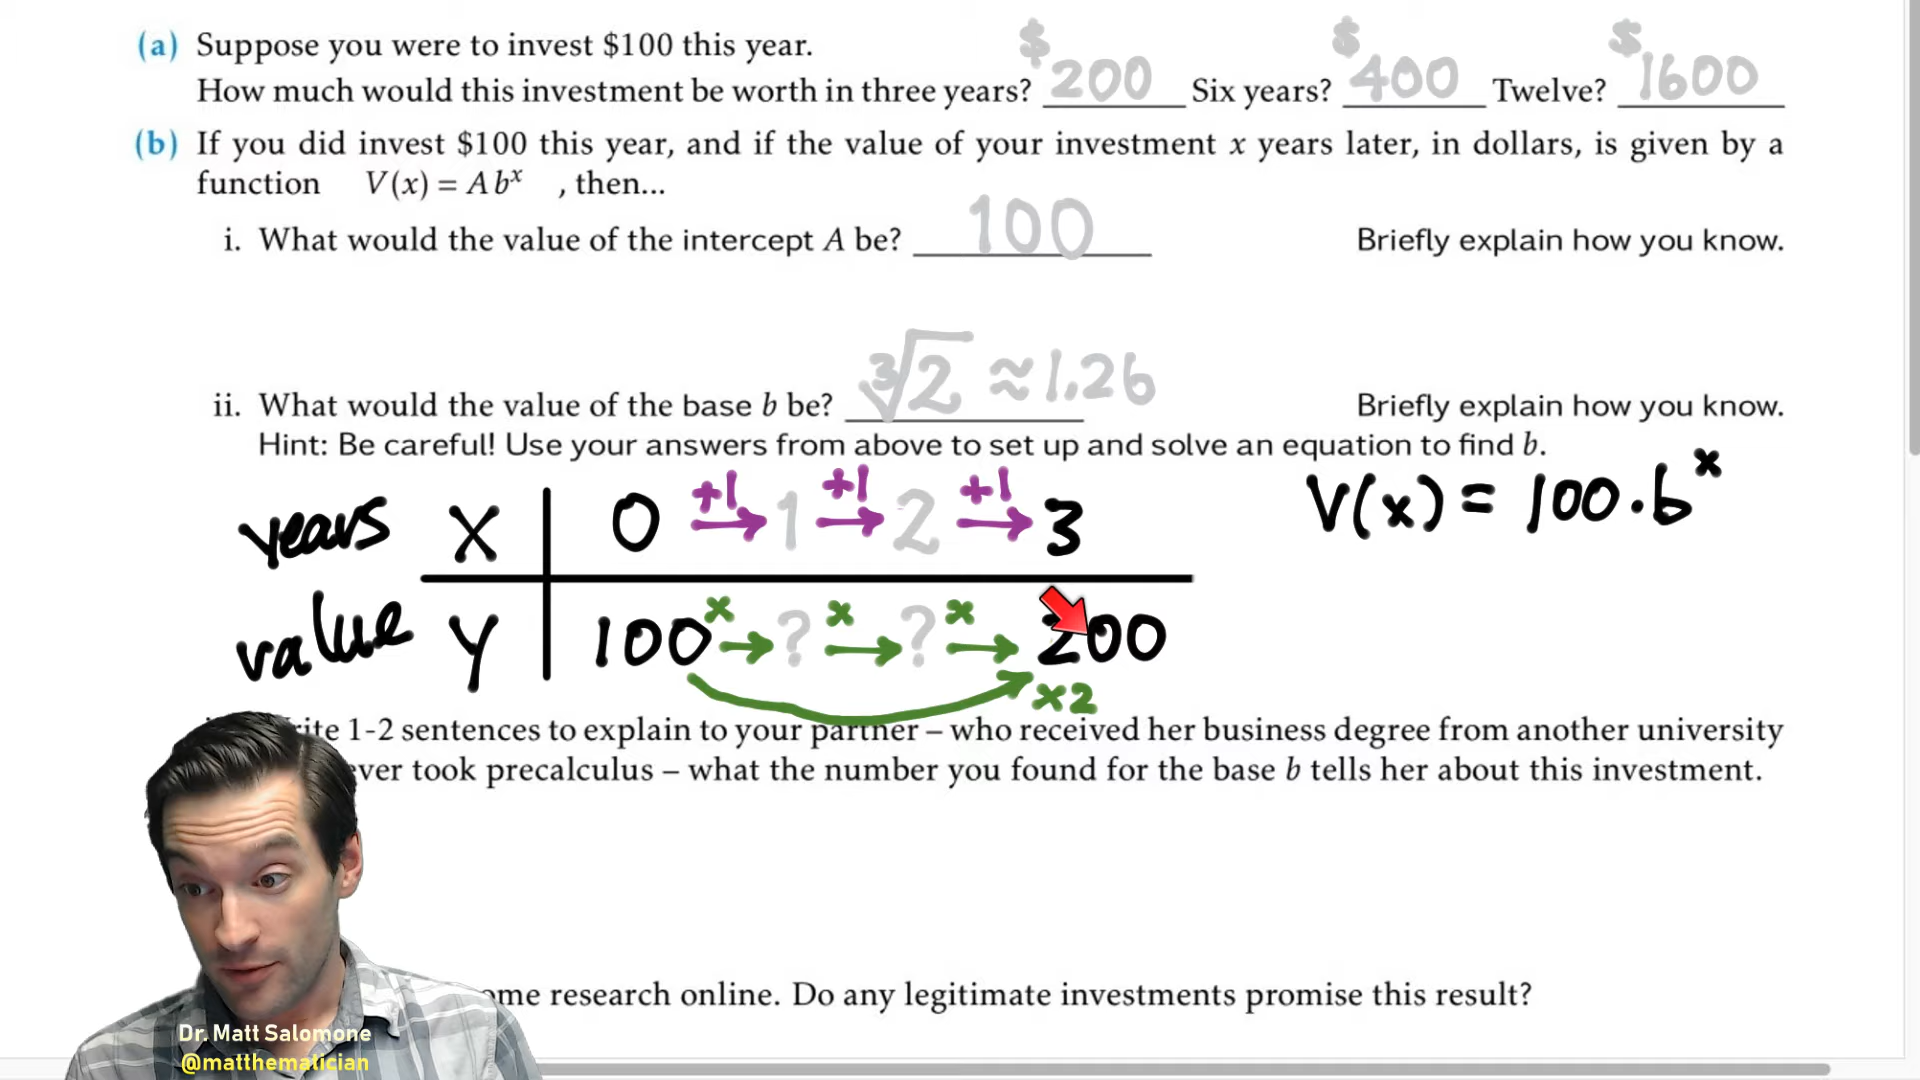 (a) Suppose you were to invest $100 this year.
How much would this investment be worth in three years? $200 Six years? $400 Twelve? $1600
(b) If you did invest $100 this year, and if the value of your investment x years later, in dollars, is given by a
function V(x) = A bˣ , then...
i. What would the value of the intercept A be? 100 Briefly explain how you know.
ii. What would the value of the base b be? ∛2 ≈ 1.26 Briefly explain how you know.
Hint: Be careful! Use your answers from above to set up and solve an equation to find b.
V(x) = 100 · bˣ
+1 +1 +1
years x 0 → 1 → 2 → 3
x x x
value y 100 → ? → ? → 200
x2
1-2 sentences to explain to your partner – who received her business degree from another university
ever took precalculus – what the number you found for the base b tells her about this investment.
research online. Do any legitimate investments promise this result?
Dr. Matt Salomone
@matthematician